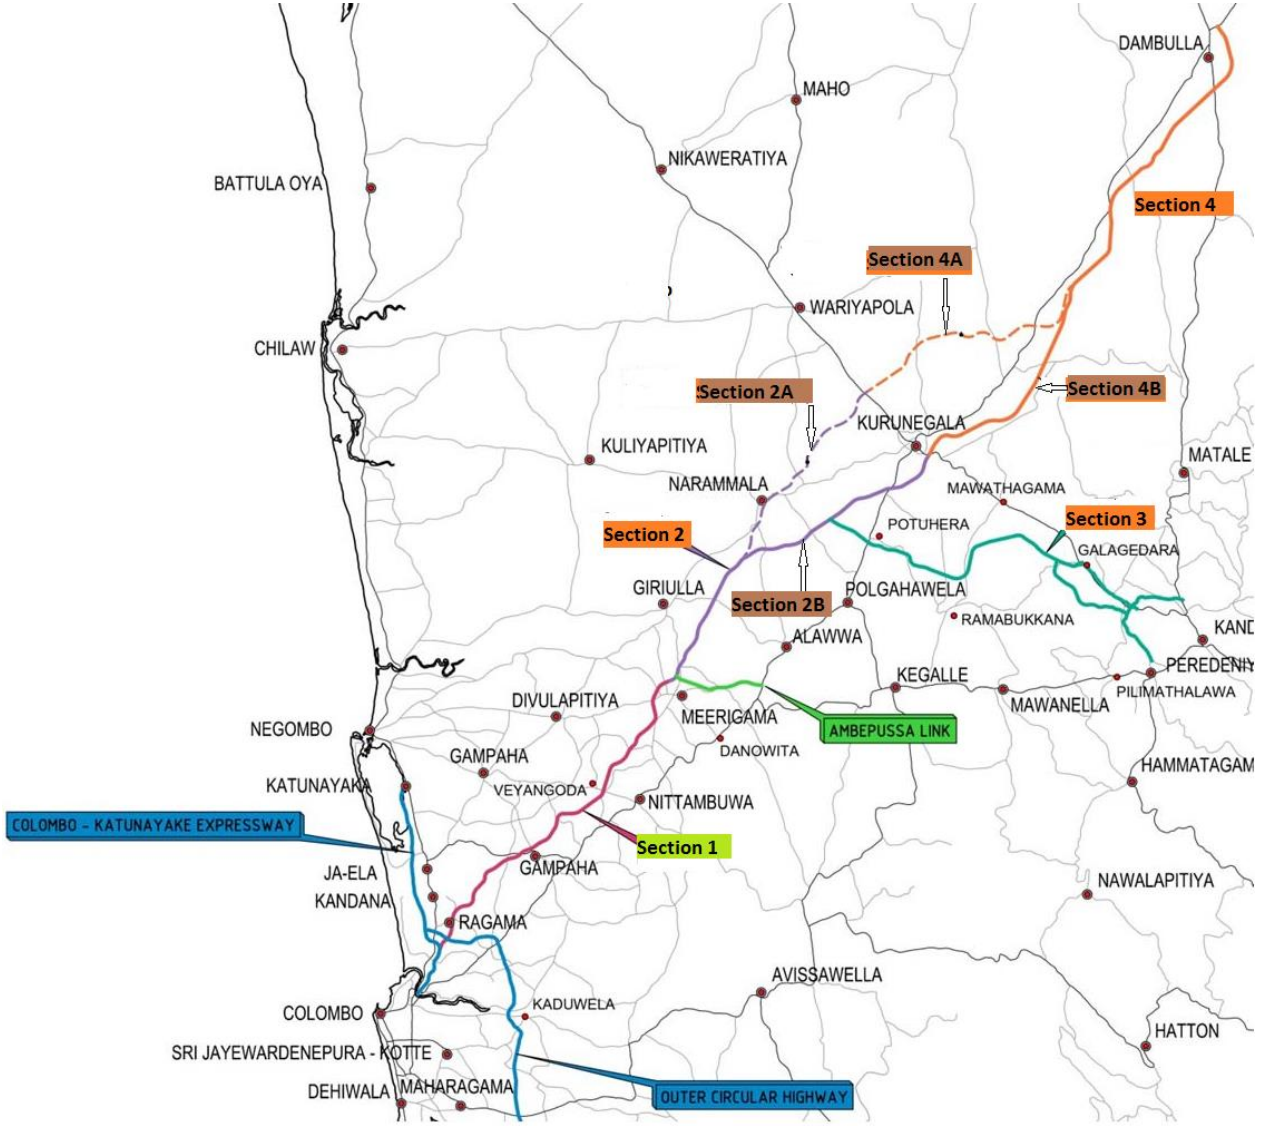 DAMBULLA
MAHO
NIKAWERATIYA
BATTULA OYA
Section 4
Section 4A
WARIYAPOLA
CHILAW
Section 2A
Section 4B
KURUNEGALA
KULIYAPITIYA
MATALE
NARAMMALA
MAWATHAGAMA
Section 3
POTUHERA
Section 2
GALAGEDARA
GIRIULLA
Section 2B
POLGAHAWELA
RAMABUKKANA
KAND
ALAWWA
PEREDENIY
KEGALLE
PILIMATHALAWA
MAWANELLA
DIVULAPITIYA
MEERIGAMA
NEGOMBO
AMBEPUSSA LINK
DANOWITA
GAMPAHA
HAMMATAGAM
KATUNAYAKA
VEYANGODA
NITTAMBUWA
COLOMBO - KATUNAYAKE EXPRESSWAY
Section 1
GAMPAHA
JA-ELA
NAWALAPITIYA
KANDANA
RAGAMA
AVISSAWELLA
KADUWELA
COLOMBO
HATTON
SRI JAYEWARDENEPURA - KOTTE
DEHIWALA
MAHARAGAMA
OUTER CIRCULAR HIGHWAY